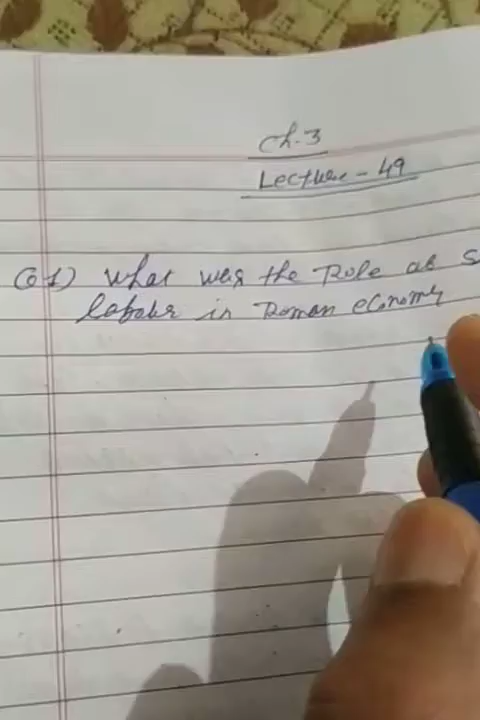 Ch.3
Lecture - 49
Q1) What was the Role of S
labour in Roman economy